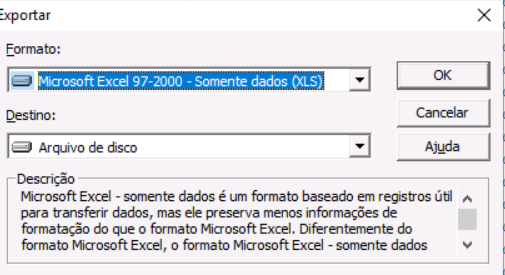 Exportar
Formato:
Microsoft Excel 97-2000 - Somente dados (XLS)
OK
Cancelar
Destino:
Arquivo de disco
Ajuda
Descrição
Microsoft Excel - somente dados é um formato baseado em registros útil
para transferir dados, mas ele preserva menos informações de
formatação do que o formato Microsoft Excel. Diferentemente do
formato Microsoft Excel, o formato Microsoft Excel - somente dados